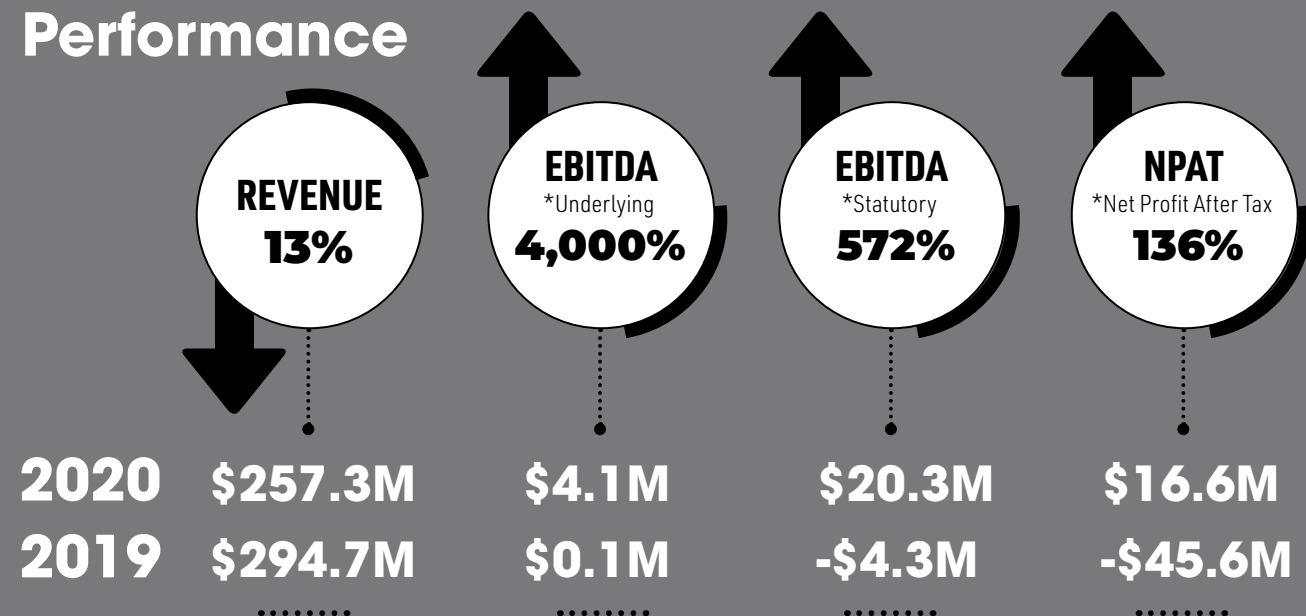 Performance
REVENUE
13%
EBITDA
*Underlying
4,000%
EBITDA
*Statutory
572%
NPAT
*Net Profit After Tax
136%
2020 $257.3M $4.1M $20.3M $16.6M
2019 $294.7M $0.1M -$4.3M -$45.6M